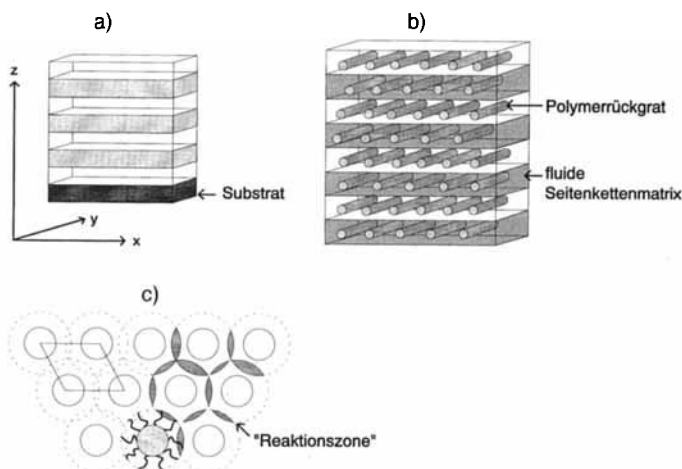 a)
b)
z
y
x
Substrat
Polymerrückgrat
fluide
Seitenkettenmatrix
c)
"Reaktionszone"